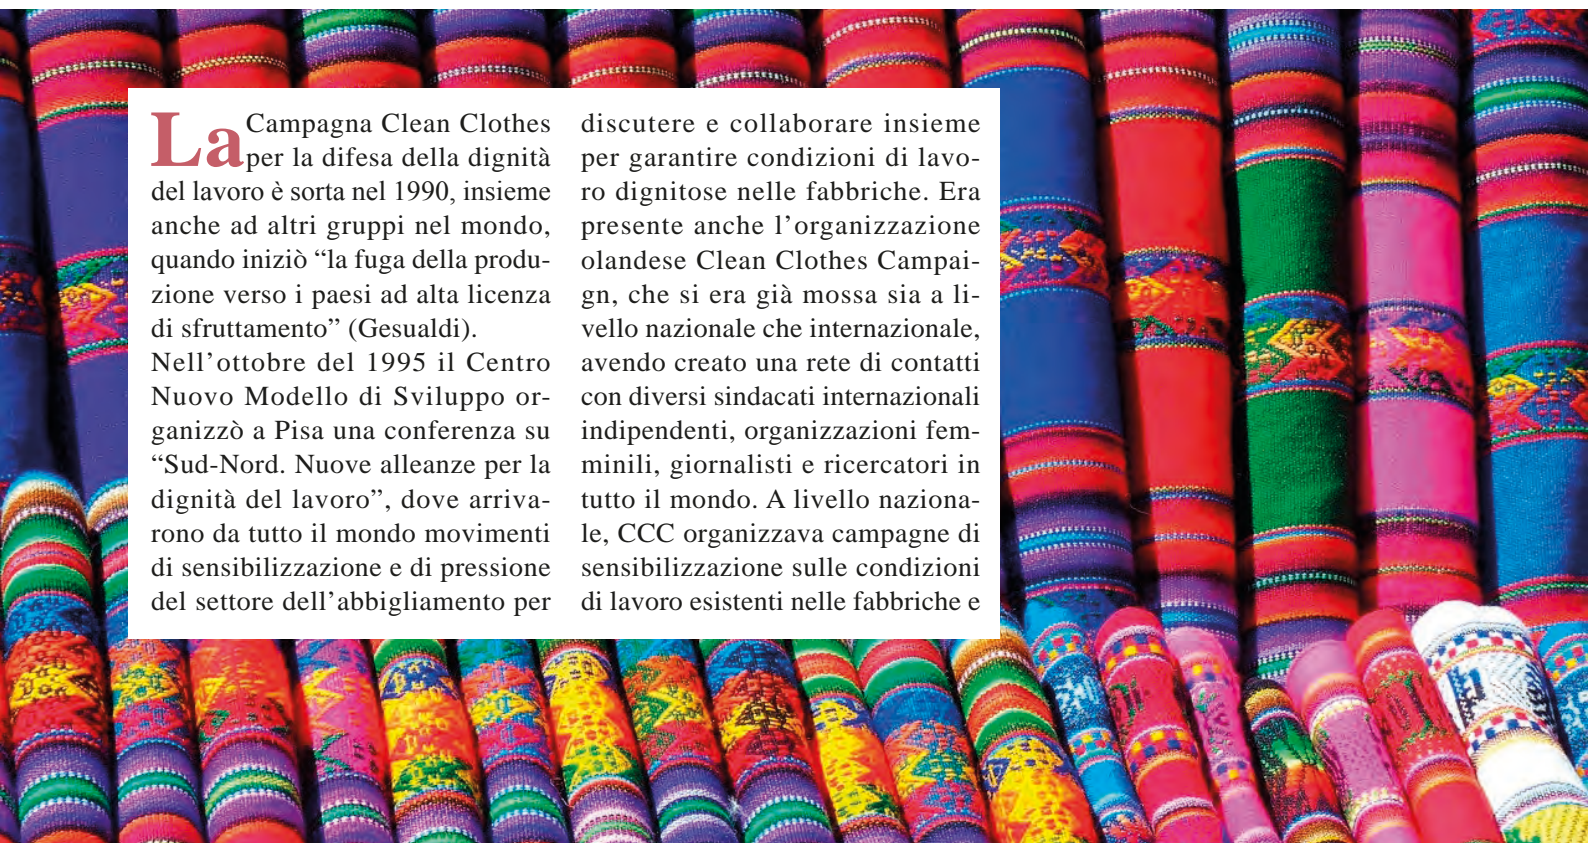 La Campagna Clean Clothes
per la difesa della dignità
del lavoro è sorta nel 1990, insieme
anche ad altri gruppi nel mondo,
quando iniziò “la fuga della produ-
zione verso i paesi ad alta licenza
di sfruttamento” (Gesualdi).
Nell’ottobre del 1995 il Centro
Nuovo Modello di Sviluppo or-
ganizzò a Pisa una conferenza su
“Sud-Nord. Nuove alleanze per la
dignità del lavoro”, dove arriva-
rono da tutto il mondo movimenti
di sensibilizzazione e di pressione
del settore dell’abbigliamento per
discutere e collaborare insieme
per garantire condizioni di lavo-
ro dignitose nelle fabbriche. Era
presente anche l’organizzazione
olandese Clean Clothes Campai-
gn, che si era già mossa sia a li-
vello nazionale che internazionale,
avendo creato una rete di contatti
con diversi sindacati internazionali
indipendenti, organizzazioni fem-
minili, giornalisti e ricercatori in
tutto il mondo. A livello naziona-
le, CCC organizzava campagne di
sensibilizzazione sulle condizioni
di lavoro esistenti nelle fabbriche e